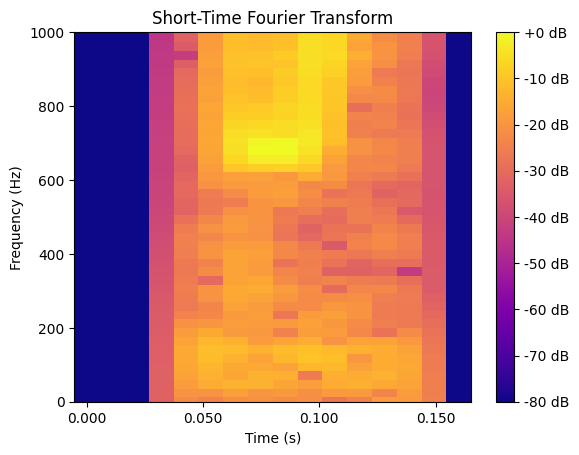 Short-Time Fourier Transform
1000
800
600
400
200
0
Frequency (Hz)
0.000
0.050
0.100
0.150
Time (s)
+0 dB
-10 dB
-20 dB
-30 dB
-40 dB
-50 dB
-60 dB
-70 dB
-80 dB